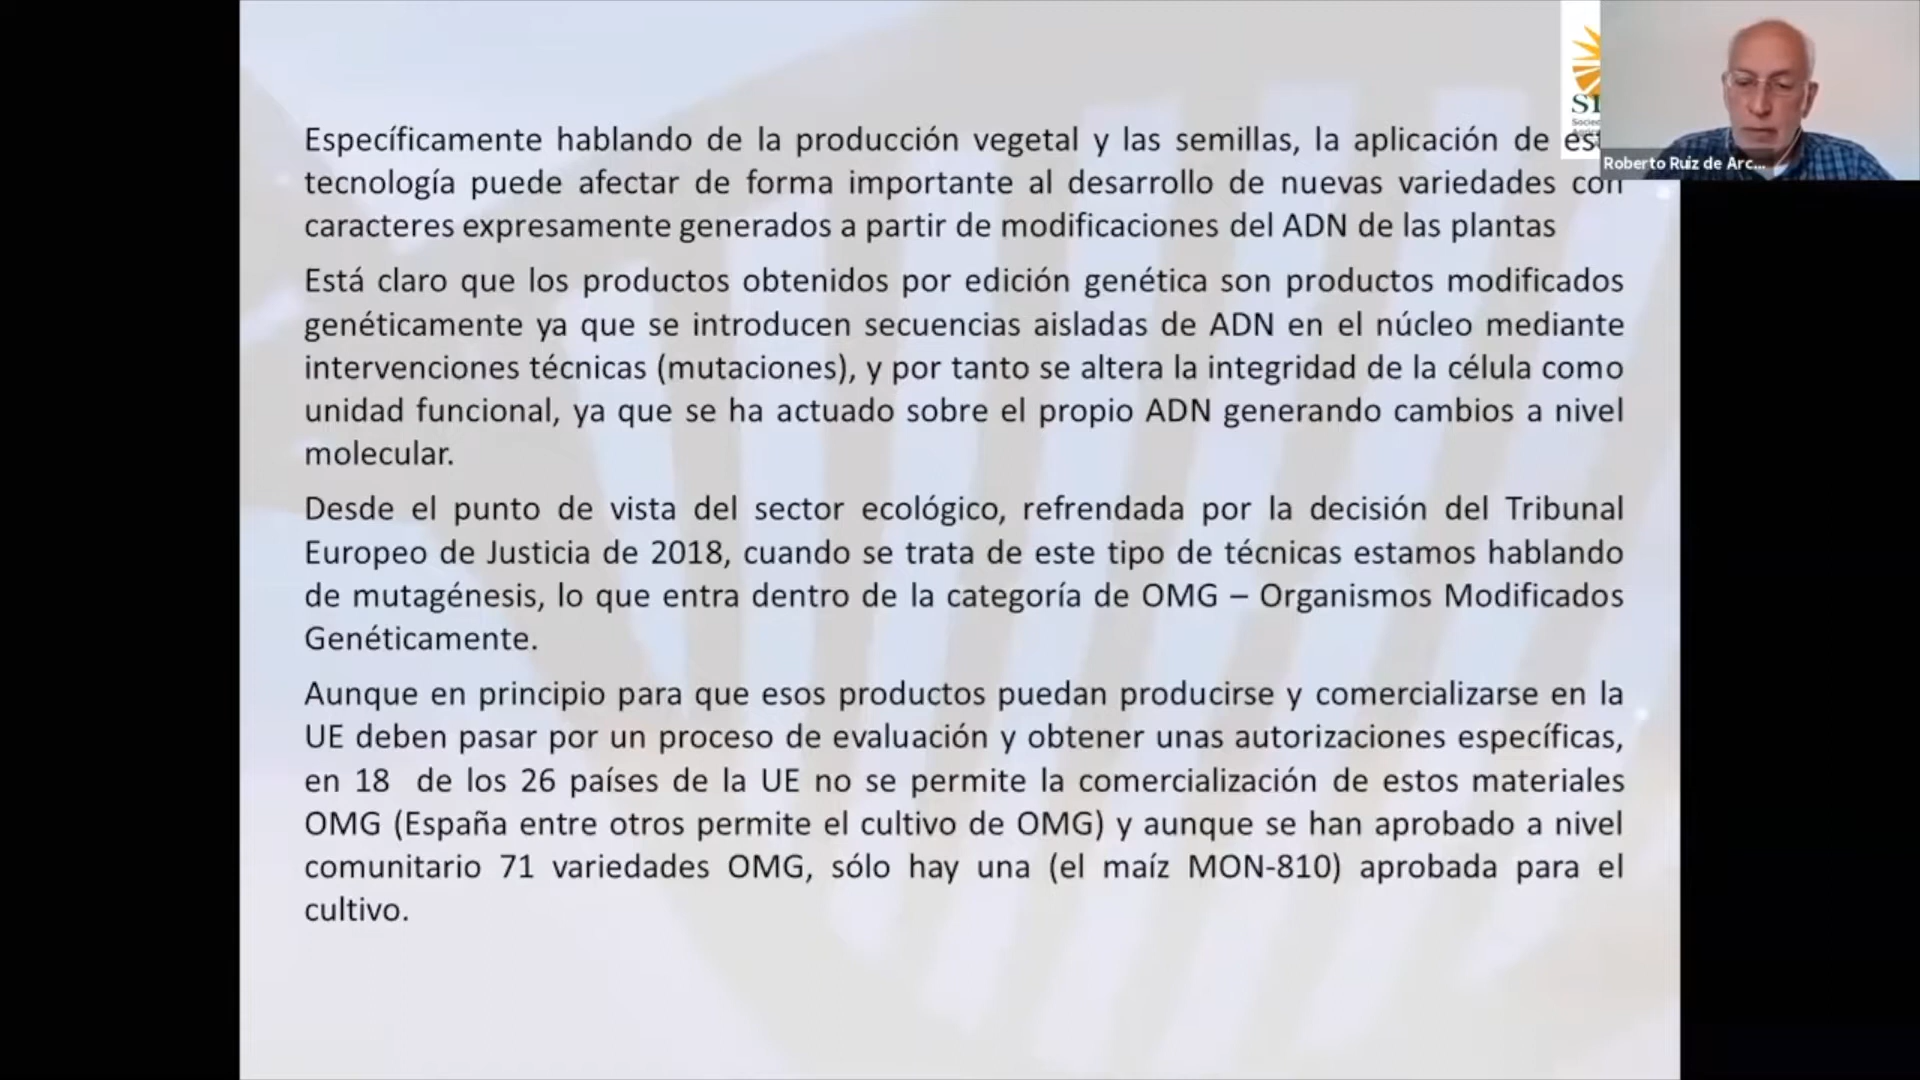 Específicamente hablando de la producción vegetal y las semillas, la aplicación de
tecnología puede afectar de forma importante al desarrollo de nuevas variedades con
caracteres expresamente generados a partir de modificaciones del ADN de las plantas
Está claro que los productos obtenidos por edición genética son productos modificados
genéticamente ya que se introducen secuencias aisladas de ADN en el núcleo mediante
intervenciones técnicas (mutaciones), y por tanto se altera la integridad de la célula como
unidad funcional, ya que se ha actuado sobre el propio ADN generando cambios a nivel
molecular.
Desde el punto de vista del sector ecológico, refrendada por la decisión del Tribunal
Europeo de Justicia de 2018, cuando se trata de este tipo de técnicas estamos hablando
de mutagénesis, lo que entra dentro de la categoría de OMG – Organismos Modificados
Genéticamente.
Aunque en principio para que esos productos puedan producirse y comercializarse en la
UE deben pasar por un proceso de evaluación y obtener unas autorizaciones específicas,
en 18 de los 26 países de la UE no se permite la comercialización de estos materiales
OMG (España entre otros permite el cultivo de OMG) y aunque se han aprobado a nivel
comunitario 71 variedades OMG, sólo hay una (el maíz MON-810) aprobada para el
cultivo.
Roberto Ruiz de Arc...